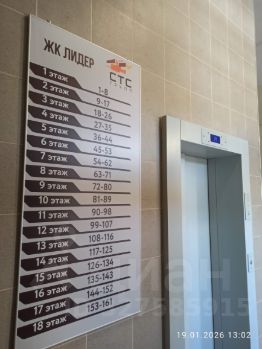 ЖК ЛИДЕР
СТС
1 этаж 1-8
2 этаж 9-17
3 этаж 18-26
4 этаж 27-35
5 этаж 36-44
6 этаж 45-53
7 этаж 54-62
8 этаж 63-71
9 этаж 72-80
10 этаж 81-89
11 этаж 90-98
12 этаж 99-107
13 этаж 108-116
14 этаж 117-125
15 этаж 126-134
16 этаж 135-143
17 этаж 144-152
18 этаж 153-161
19.01.2026 13:02